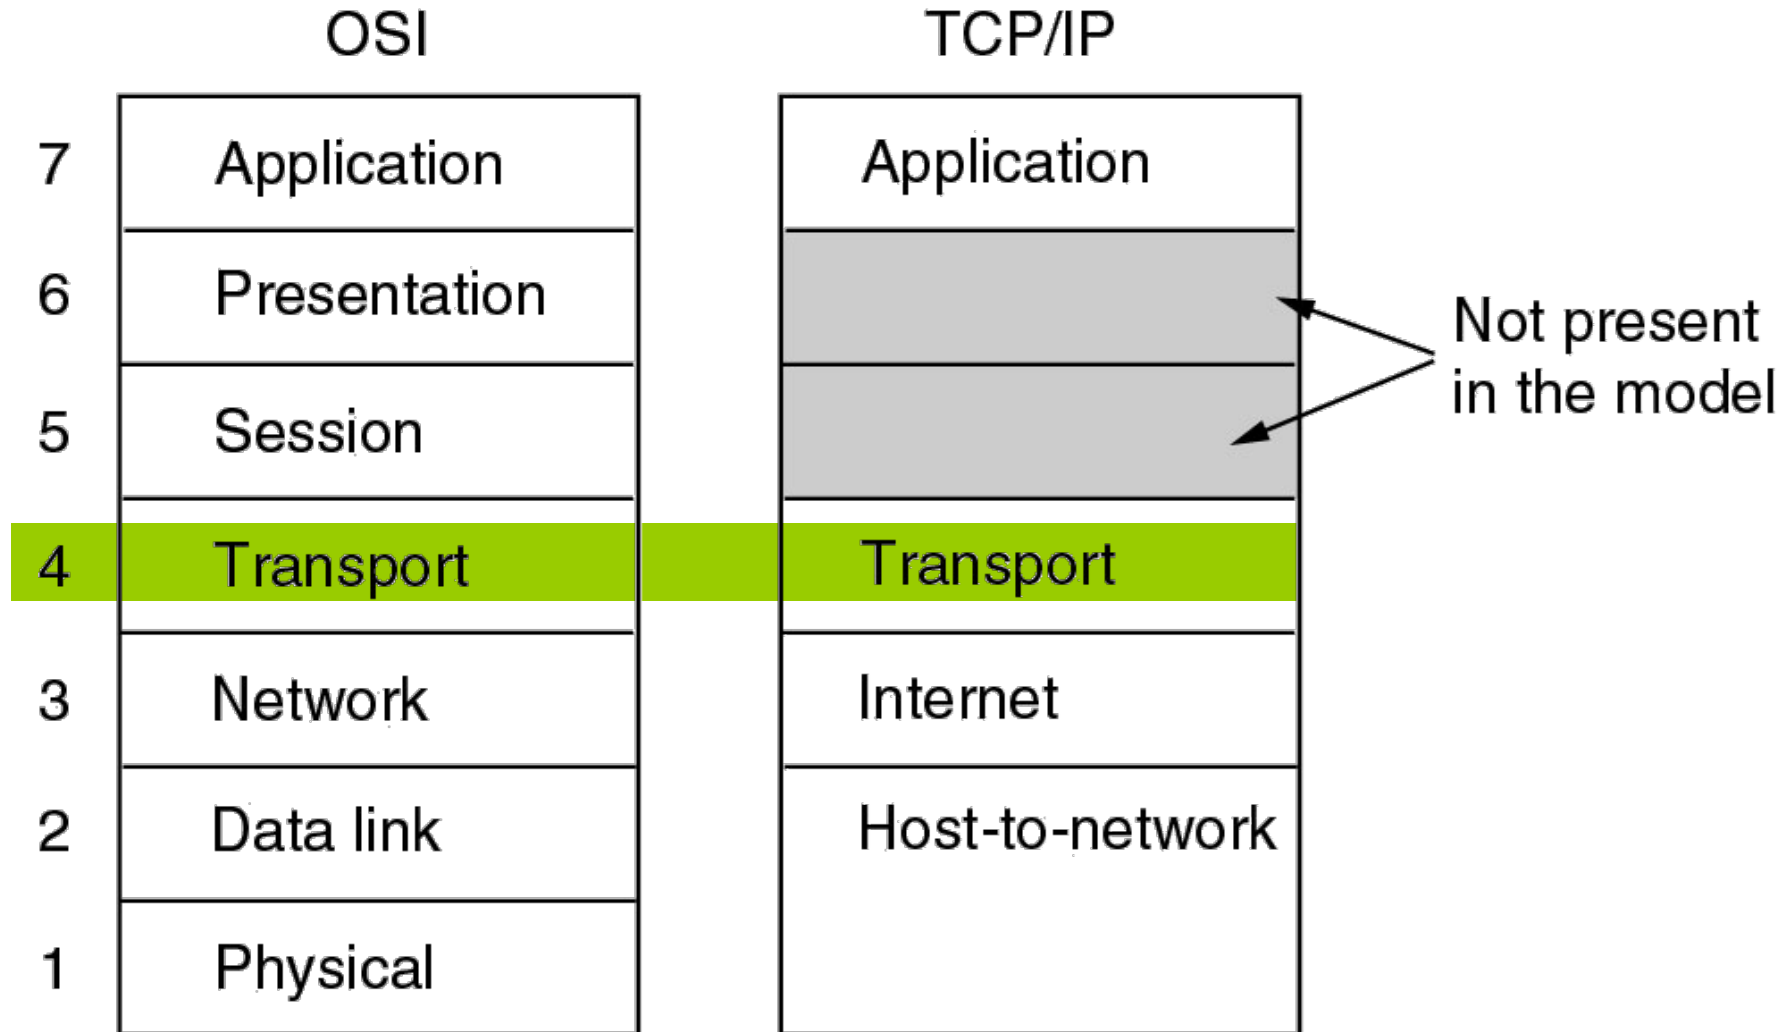 OSI TCP/IP
7 Application Application
6 Presentation
Not present
in the model
5 Session
4 Transport Transport
3 Network Internet
2 Data link Host-to-network
1 Physical